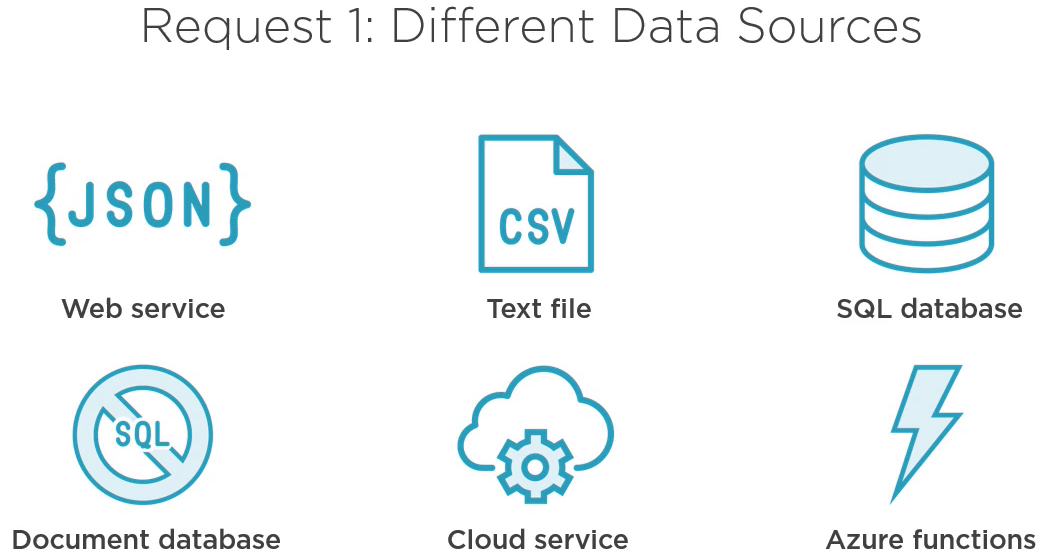 Request 1: Different Data Sources
{JSON}
CSV
Web service
Text file
SQL database
SQL
Document database
Cloud service
Azure functions